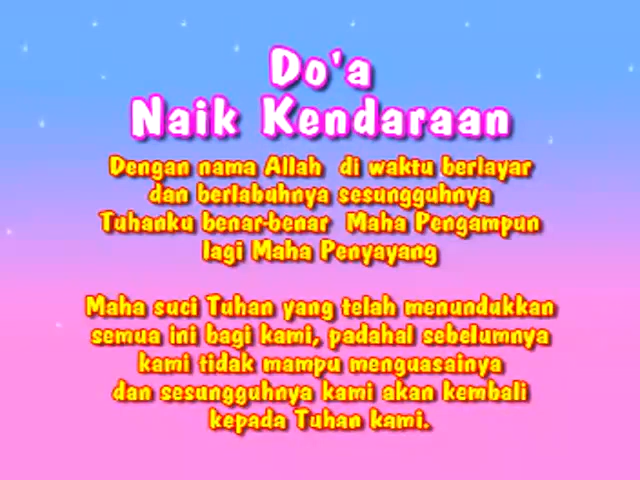 Do'a
Naik Kendaraan
Dengan nama Allah di waktu berlayar
dan berlabuhnya sesungguhnya
Tuhanku benar-benar Maha Pengampun
lagi Maha Penyayang
Maha suci Tuhan yang telah menundukkan
semua ini bagi kami, padahal sebelumnya
kami tidak mampu menguasainya
dan sesungguhnya kami akan kembali
kepada Tuhan kami.